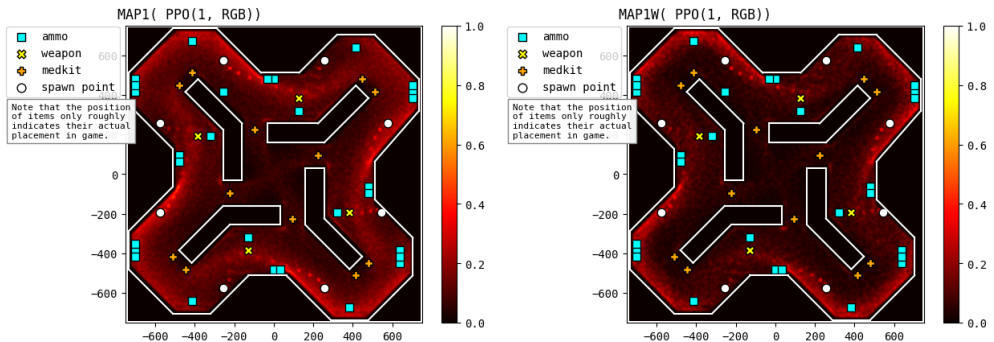 MAP1( PPO(1, RGB))
ammo
weapon
medkit
spawn point
Note that the position
of items only roughly
indicates their actual
placement in game.
600
400
0
−200
−400
−600
−600 −400 −200 0 200 400 600
1.0
0.8
0.6
0.4
0.2
0.0
MAP1W( PPO(1, RGB))
ammo
weapon
medkit
spawn point
Note that the position
of items only roughly
indicates their actual
placement in game.
600
400
0
−200
−400
−600
−600 −400 −200 0 200 400 600
1.0
0.8
0.6
0.4
0.2
0.0